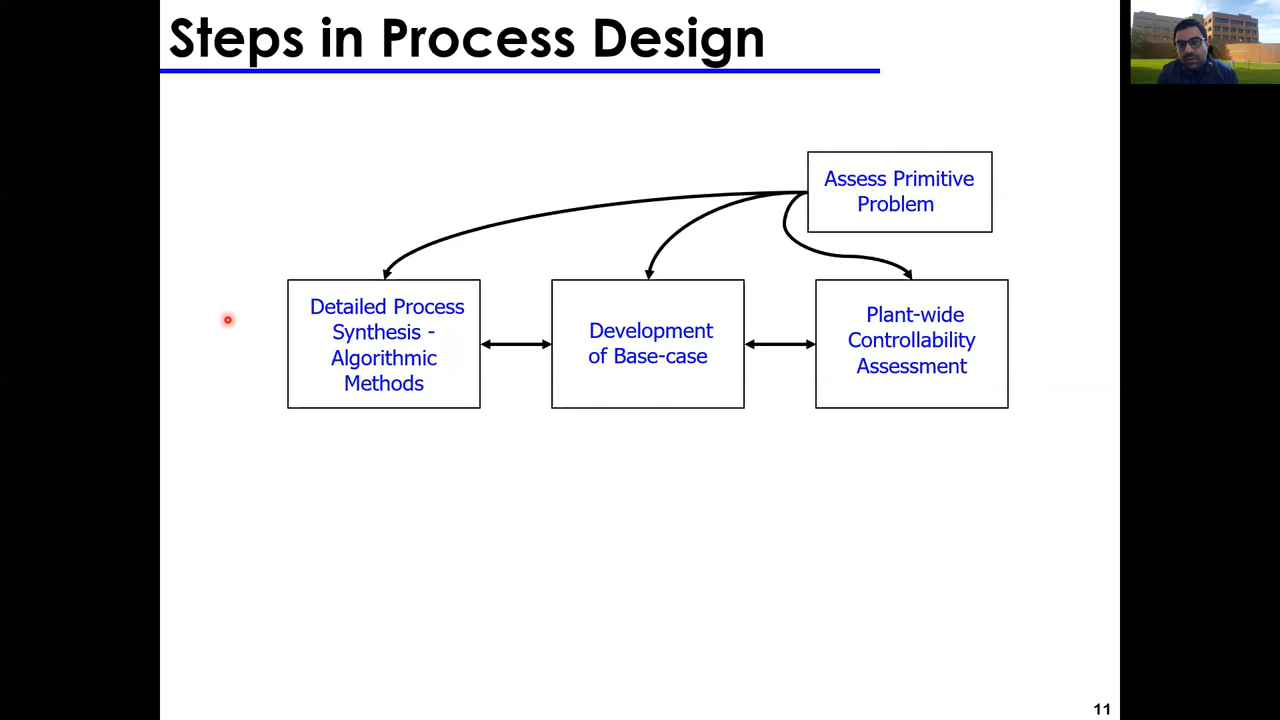 Steps in Process Design
Assess Primitive
Problem
Detailed Process
Synthesis -
Algorithmic
Methods
Development
of Base-case
Plant-wide
Controllability
Assessment
11